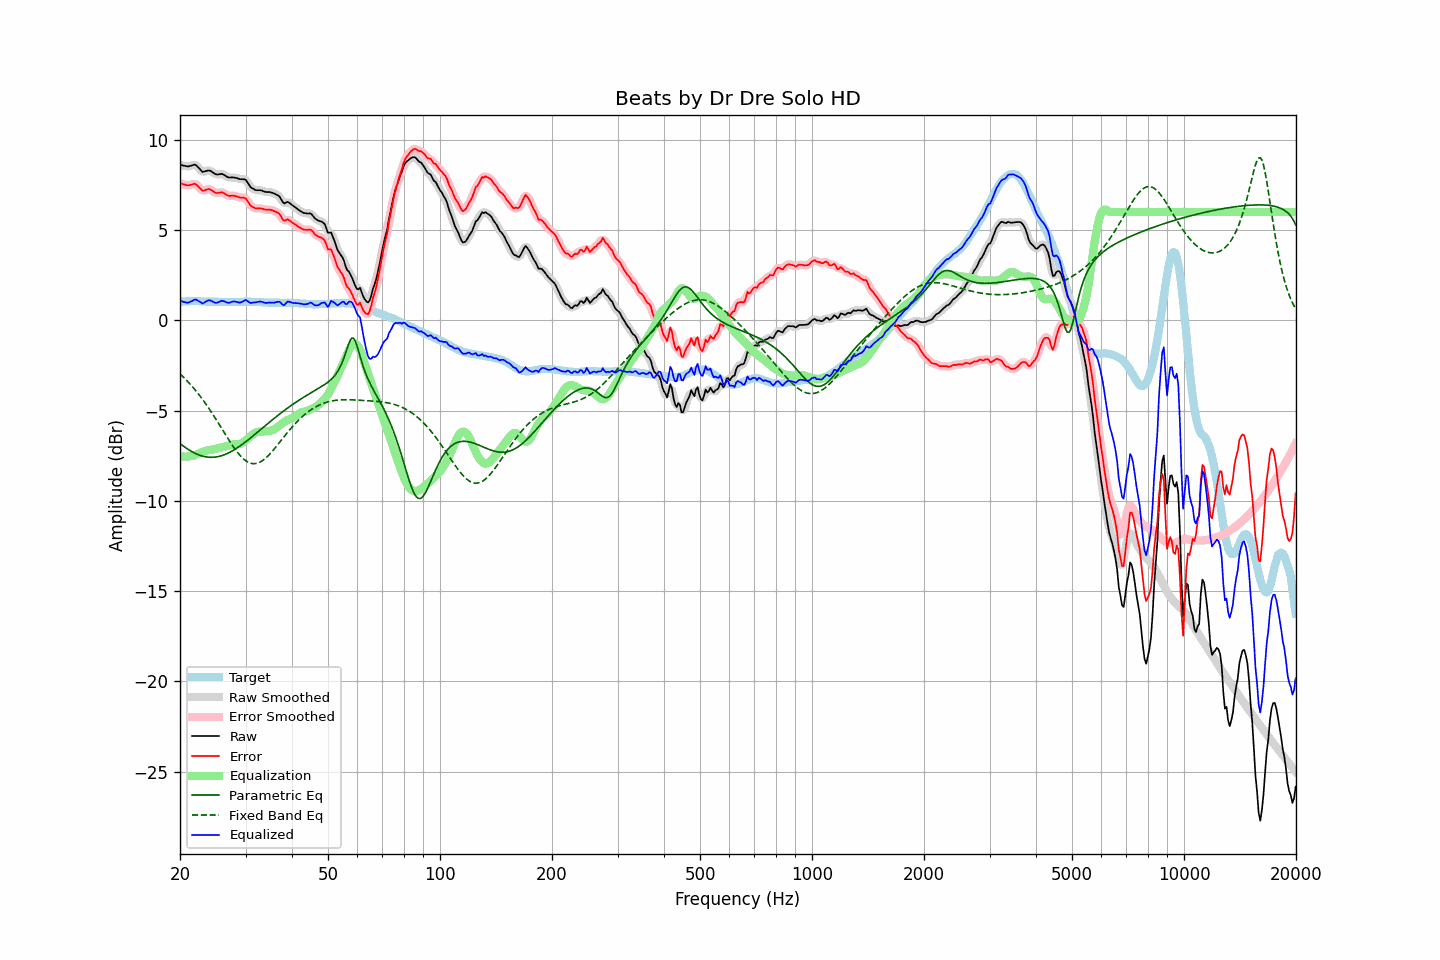 Beats by Dr Dre Solo HD
10
5
0
−5
−10
−15
−20
−25
Amplitude (dBr)
Target
Raw Smoothed
Error Smoothed
Raw
Error
Equalization
Parametric Eq
Fixed Band Eq
Equalized
20 50 100 200 500 1000 2000 5000 10000 20000
Frequency (Hz)